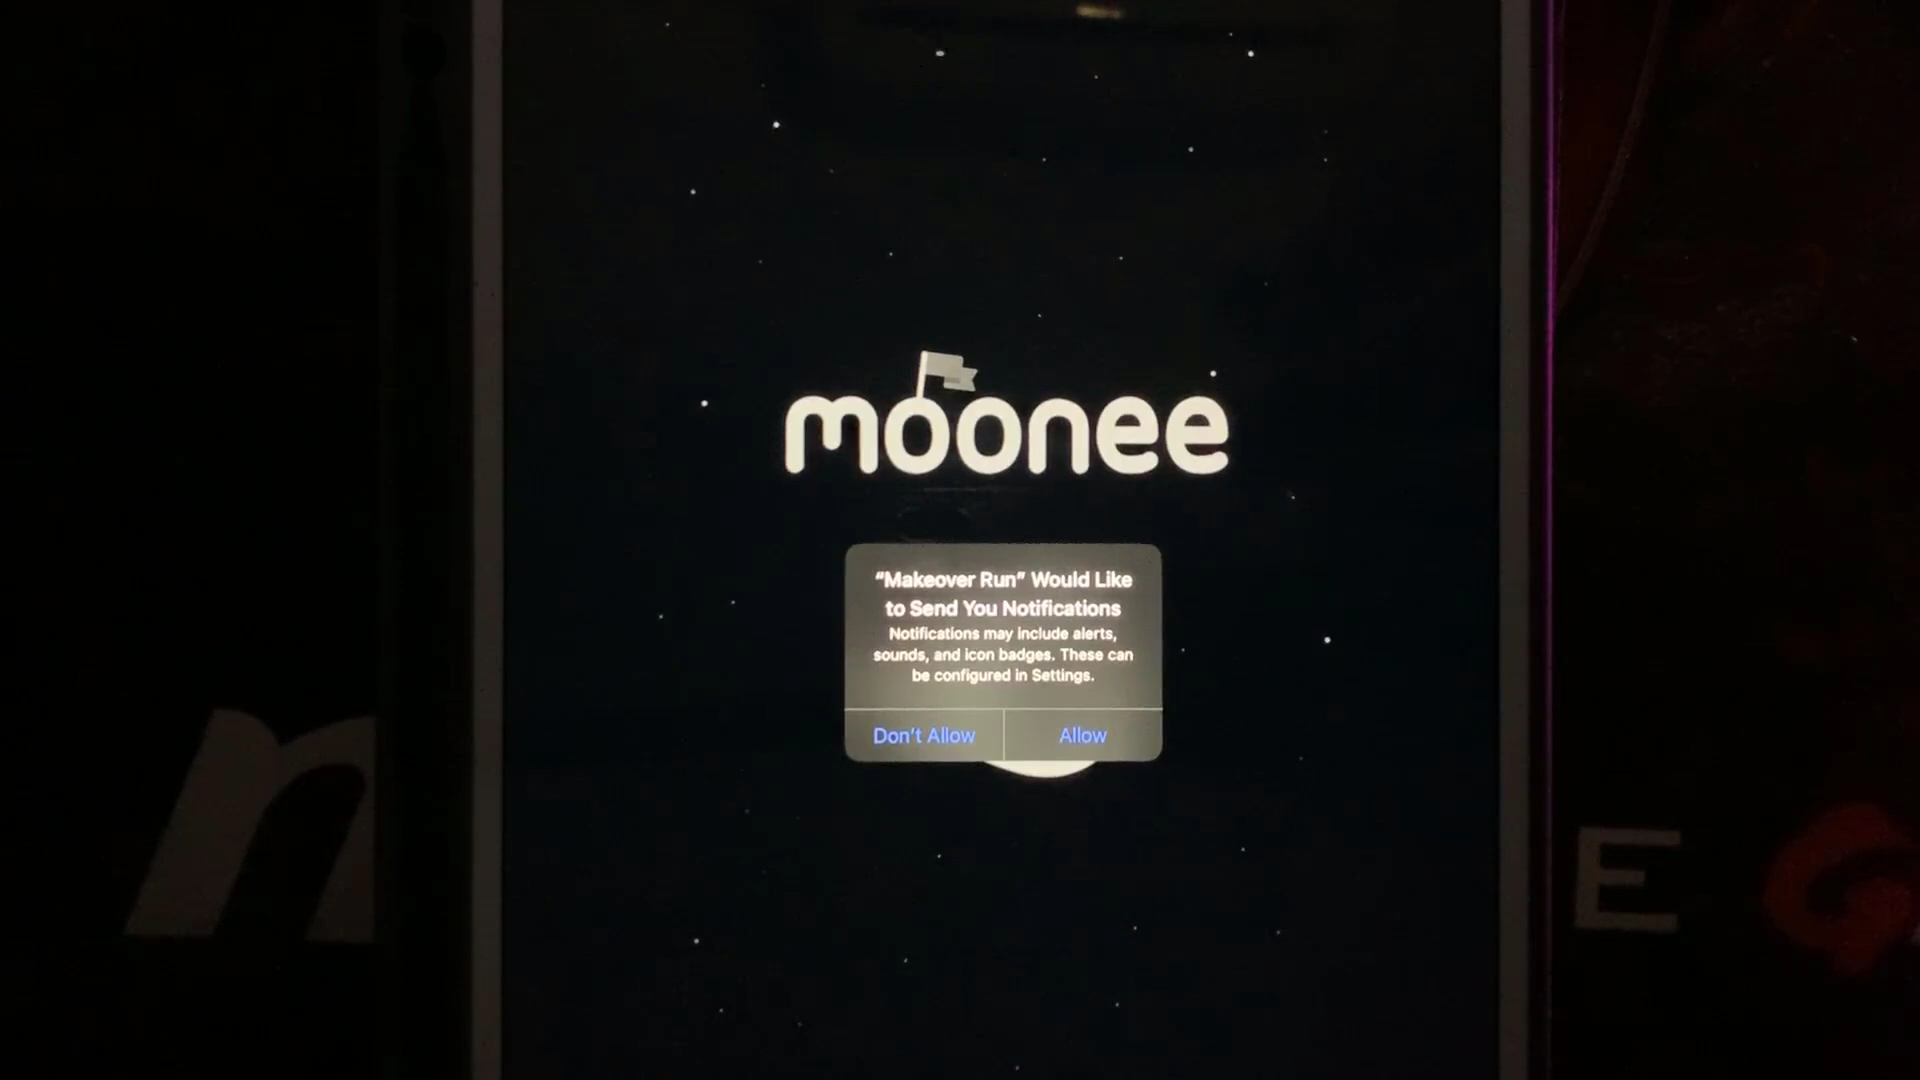 moonee
“Makeover Run” Would Like
to Send You Notifications
Notifications may include alerts,
sounds, and icon badges. These can
be configured in Settings.
Don’t Allow
Allow
n
E